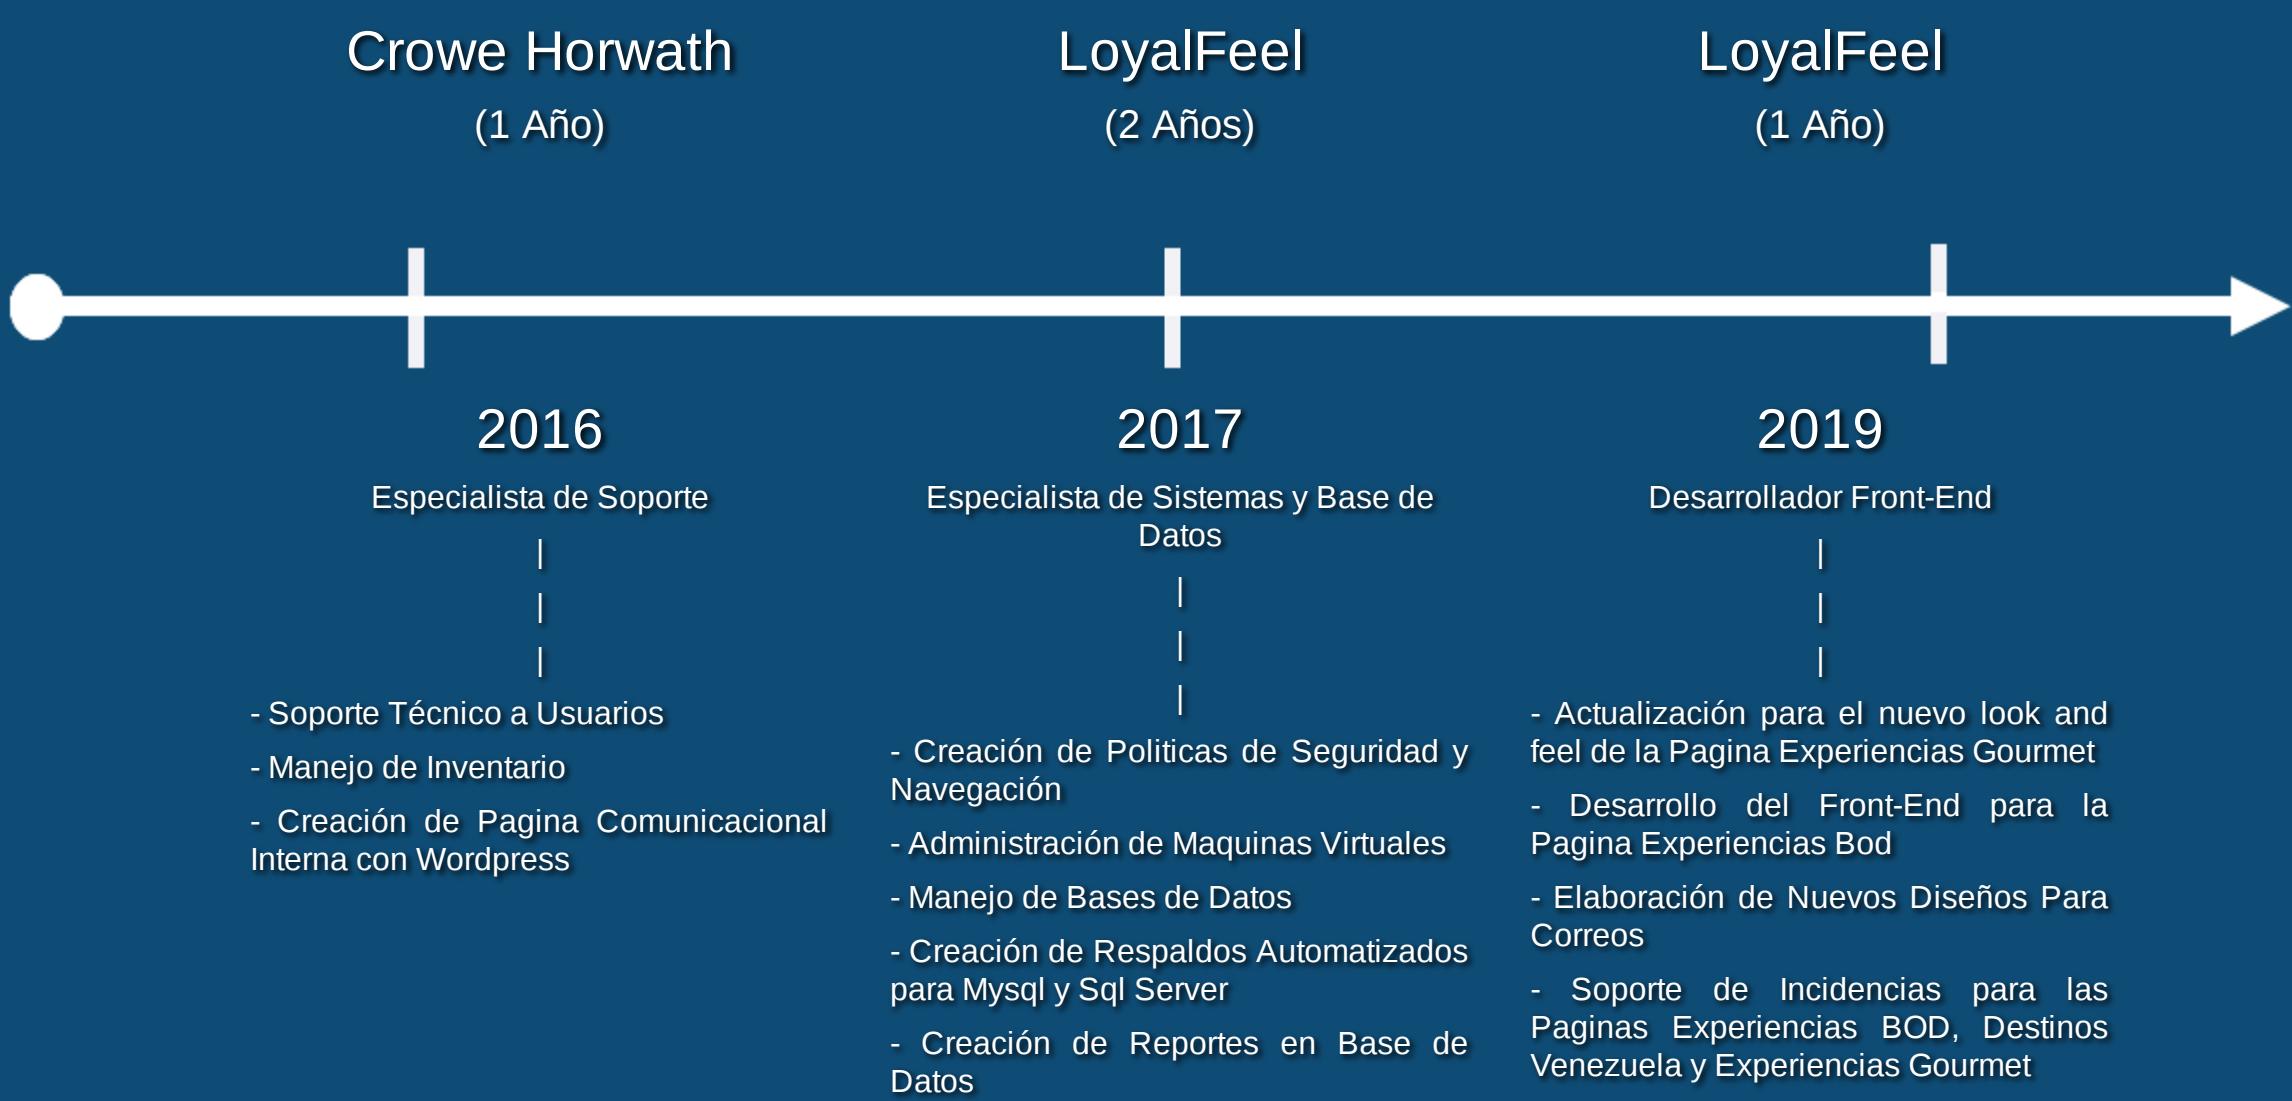 Crowe Horwath
(1 Año)
LoyalFeel
(2 Años)
LoyalFeel
(1 Año)
2016
Especialista de Soporte
|
|
|
- Soporte Técnico a Usuarios
- Manejo de Inventario
- Creación de Pagina Comunicacional
Interna con Wordpress
2017
Especialista de Sistemas y Base de
Datos
|
|
|
- Creación de Politicas de Seguridad y
Navegación
- Administración de Maquinas Virtuales
- Manejo de Bases de Datos
- Creación de Respaldos Automatizados
para Mysql y Sql Server
- Creación de Reportes en Base de
Datos
2019
Desarrollador Front-End
|
|
|
- Actualización para el nuevo look and
feel de la Pagina Experiencias Gourmet
- Desarrollo del Front-End para la
Pagina Experiencias Bod
- Elaboración de Nuevos Diseños Para
Correos
- Soporte de Incidencias para las
Paginas Experiencias BOD, Destinos
Venezuela y Experiencias Gourmet